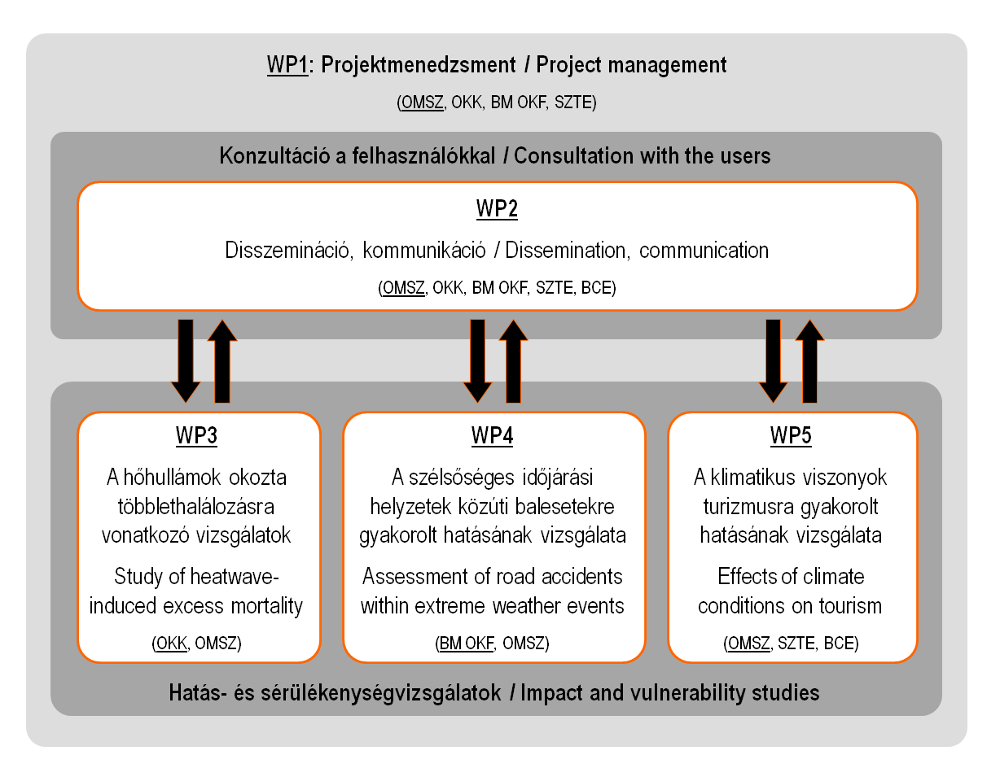 WP1: Projektmenedzsment / Project management
(OMSZ, OKK, BM OKF, SZTE)
Konzultáció a felhasználókkal / Consultation with the users
WP2
Disszemináció, kommunikáció / Dissemination, communication
(OMSZ, OKK, BM OKF, SZTE, BCE)
WP3
A hőhullámok okozta
többlethalálozásra
vonatkozó vizsgálatok
Study of heatwave-
induced excess mortality
(OKK, OMSZ)
WP4
A szélsőséges időjárási
helyzetek közúti balesetekre
gyakorolt hatásának vizsgálata
Assessment of road accidents
within extreme weather events
(BM OKF, OMSZ)
WP5
A klimatikus viszonyok
turizmusra gyakorolt
hatásának vizsgálata
Effects of climate
conditions on tourism
(OMSZ, SZTE, BCE)
Hatás- és sérülékenységvizsgálatok / Impact and vulnerability studies